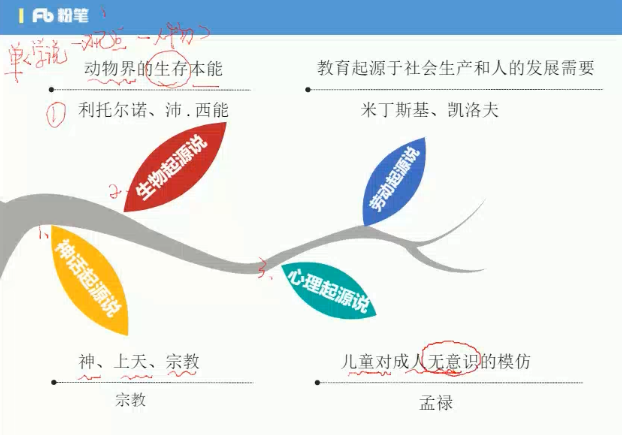 粉笔
动物界的生存本能
教育起源于社会生产和人的发展需要
① 利托尔诺、沛.西能
米丁斯基、凯洛夫
2. 生物起源说
劳动起源说
1. 神话起源说
3. 心理起源说
神、上天、宗教
儿童对成人无意识的模仿
宗教
孟禄